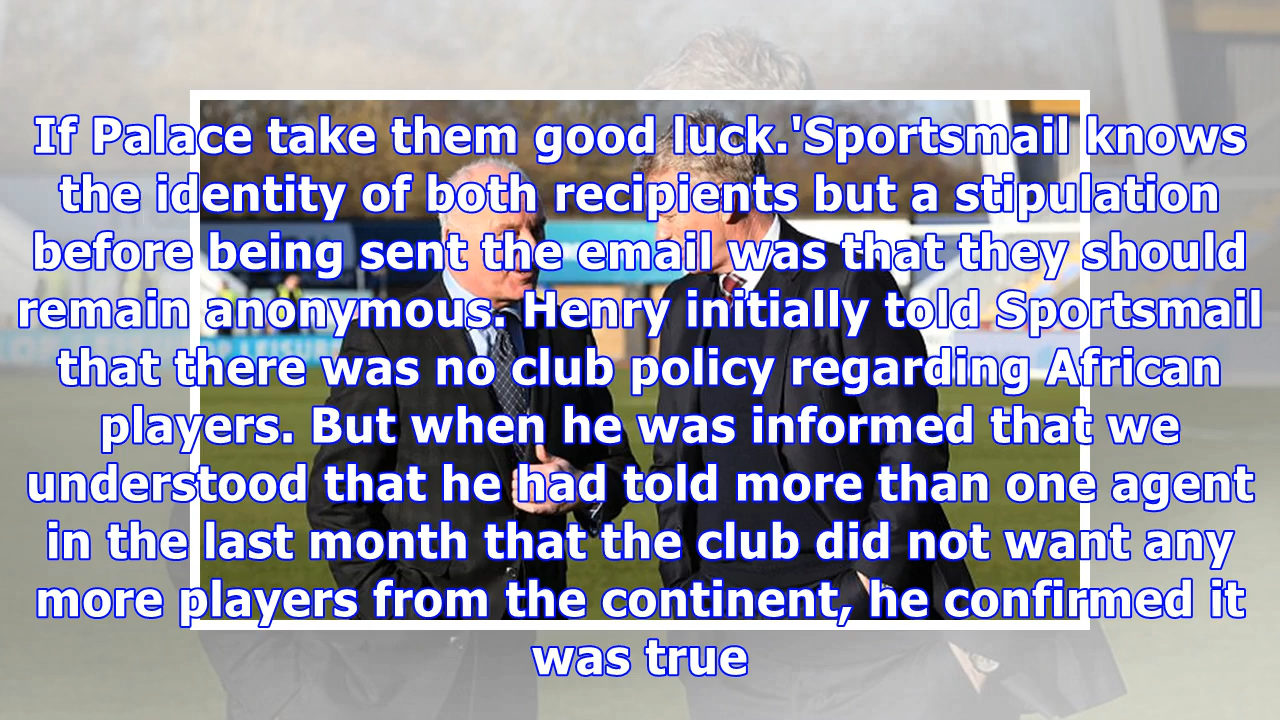 If Palace take them good luck.'Sportsmail knows
the identity of both recipients but a stipulation
before being sent the email was that they should
remain anonymous. Henry initially told Sportsmail
that there was no club policy regarding African
players. But when he was informed that we
understood that he had told more than one agent
in the last month that the club did not want any
more players from the continent, he confirmed it
was true